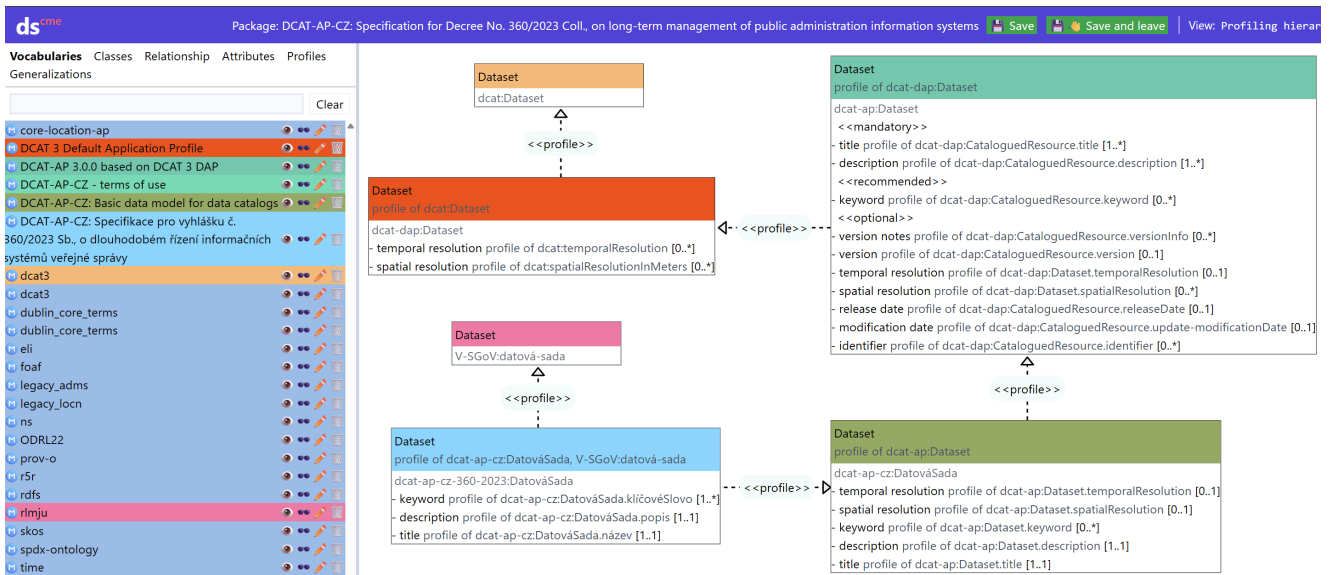 ds cme
Package: DCAT-AP-CZ: Specification for Decree No. 360/2023 Coll., on long-term management of public administration information systems
Save
Save and leave
View: Profiling hierar
Vocabularies Classes Relationship Attributes Profiles
Generalizations
Clear
core-location-ap
DCAT 3 Default Application Profile
DCAT-AP 3.0.0 based on DCAT 3 DAP
DCAT-AP-CZ - terms of use
DCAT-AP-CZ: Basic data model for data catalogs
DCAT-AP-CZ: Specifikace pro vyhlášku č.
360/2023 Sb., o dlouhodobém řízení informačních
systémů veřejné správy
dcat3
dcat3
dublin_core_terms
dublin_core_terms
eli
foaf
legacy_adms
legacy_locn
ns
ODRL22
prov-o
r5r
rdfs
rlmju
skos
spdx-ontology
time
Dataset
dcat:Dataset
<<profile>>
Dataset
profile of dcat:Dataset
dcat-dap:Dataset
- temporal resolution profile of dcat:temporalResolution [0..*]
- spatial resolution profile of dcat:spatialResolutionInMeters [0..*]
<<profile>>
Dataset
profile of dcat-dap:Dataset
dcat-ap:Dataset
<<mandatory>>
- title profile of dcat-dap:CataloguedResource.title [1..*]
- description profile of dcat-dap:CataloguedResource.description [1..*]
<<recommended>>
- keyword profile of dcat-dap:CataloguedResource.keyword [0..*]
<<optional>>
- version notes profile of dcat-dap:CataloguedResource.versionInfo [0..*]
- version profile of dcat-dap:CataloguedResource.version [0..1]
- temporal resolution profile of dcat-dap:Dataset.temporalResolution [0..1]
- spatial resolution profile of dcat-dap:Dataset.spatialResolution [0..*]
- release date profile of dcat-dap:CataloguedResource.releaseDate [0..1]
- modification date profile of dcat-dap:CataloguedResource.update-modificationDate [0..1]
- identifier profile of dcat-dap:CataloguedResource.identifier [0..*]
Dataset
V-SGoV:datová-sada
<<profile>>
<<profile>>
Dataset
profile of dcat-ap-cz:DatováSada, V-SGoV:datová-sada
dcat-ap-cz-360-2023:DatováSada
- keyword profile of dcat-ap-cz:DatováSada.klíčovéSlovo [1..*]
- description profile of dcat-ap-cz:DatováSada.popis [1..1]
- title profile of dcat-ap-cz:DatováSada.název [1..1]
<<profile>>
Dataset
profile of dcat-ap:Dataset
dcat-ap-cz:DatováSada
- temporal resolution profile of dcat-ap:Dataset.temporalResolution [0..1]
- spatial resolution profile of dcat-ap:Dataset.spatialResolution [0..1]
- keyword profile of dcat-ap:Dataset.keyword [0..*]
- description profile of dcat-ap:Dataset.description [1..1]
- title profile of dcat-ap:Dataset.title [1..1]